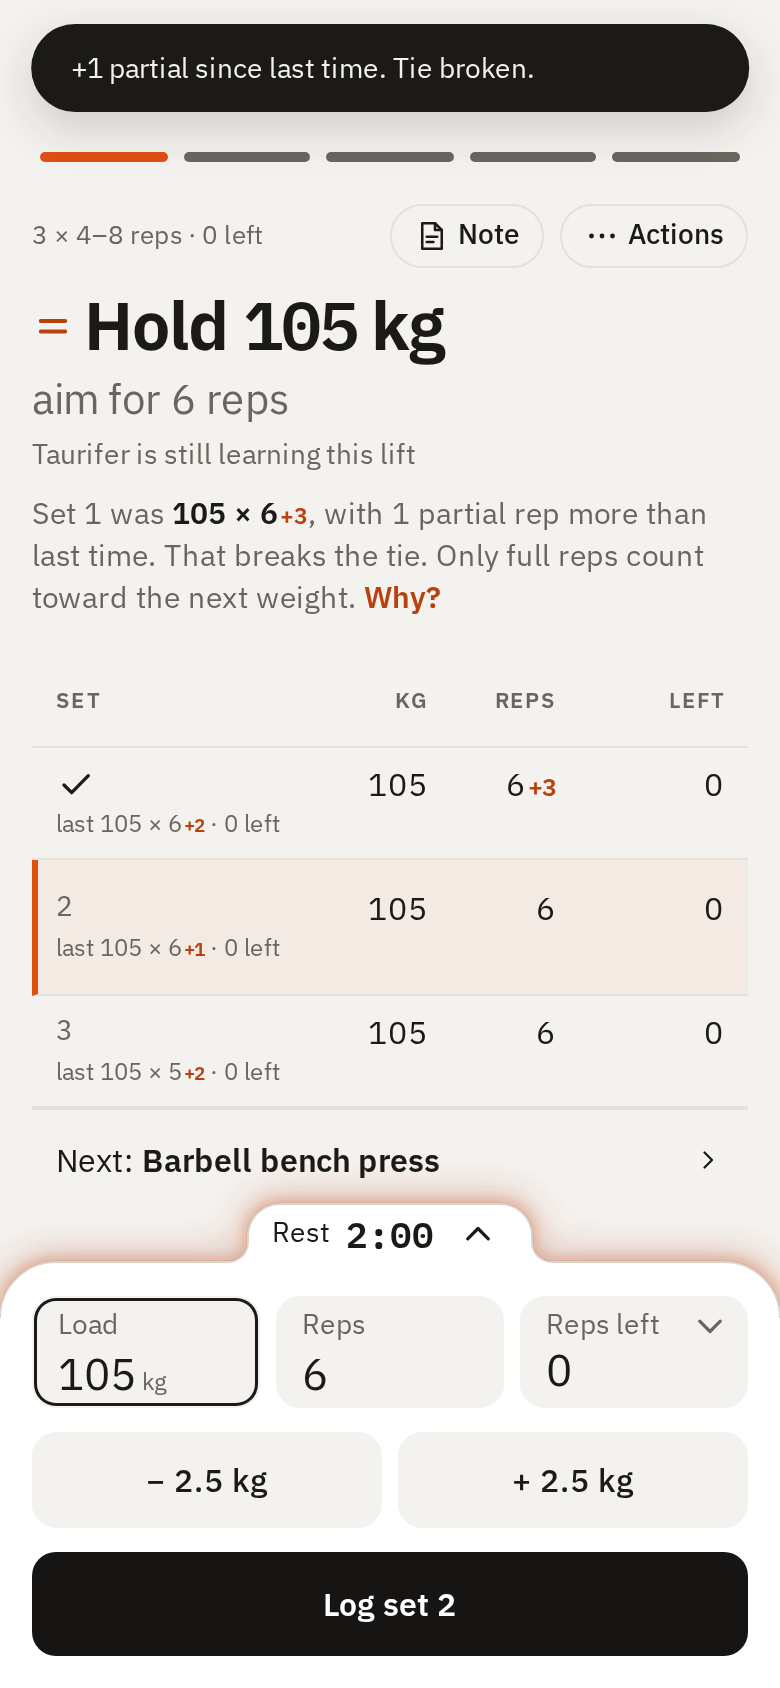 +1 partial since last time. Tie broken.
3 × 4–8 reps · 0 left
Note
··· Actions
= Hold 105 kg
aim for 6 reps
Taurifer is still learning this lift
Set 1 was 105 × 6+3, with 1 partial rep more than
last time. That breaks the tie. Only full reps count
toward the next weight. Why?
SET KG REPS LEFT
✓ 105 6+3 0
last 105 × 6+2 · 0 left
2 105 6 0
last 105 × 6+1 · 0 left
3 105 6 0
last 105 × 5+2 · 0 left
Next: Barbell bench press
Rest 2:00
Load Reps Reps left
105 kg 6 0
– 2.5 kg + 2.5 kg
Log set 2